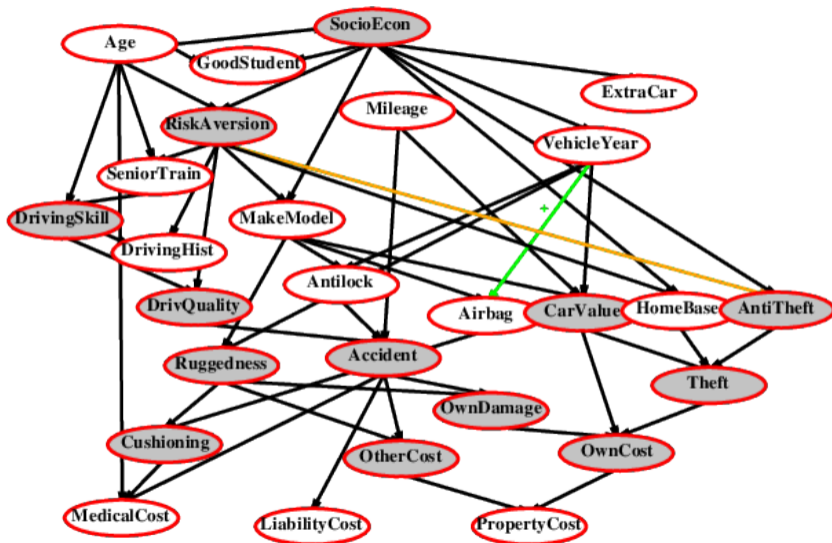 SocioEcon
Age
GoodStudent
ExtraCar
Mileage
RiskAversion
VehicleYear
SeniorTrain
+
DrivingSkill
MakeModel
DrivingHist
Antilock
DrivQuality
Airbag
CarValue
HomeBase
AntiTheft
Accident
Ruggedness
Theft
OwnDamage
Cushioning
OtherCost
OwnCost
MedicalCost
LiabilityCost
PropertyCost